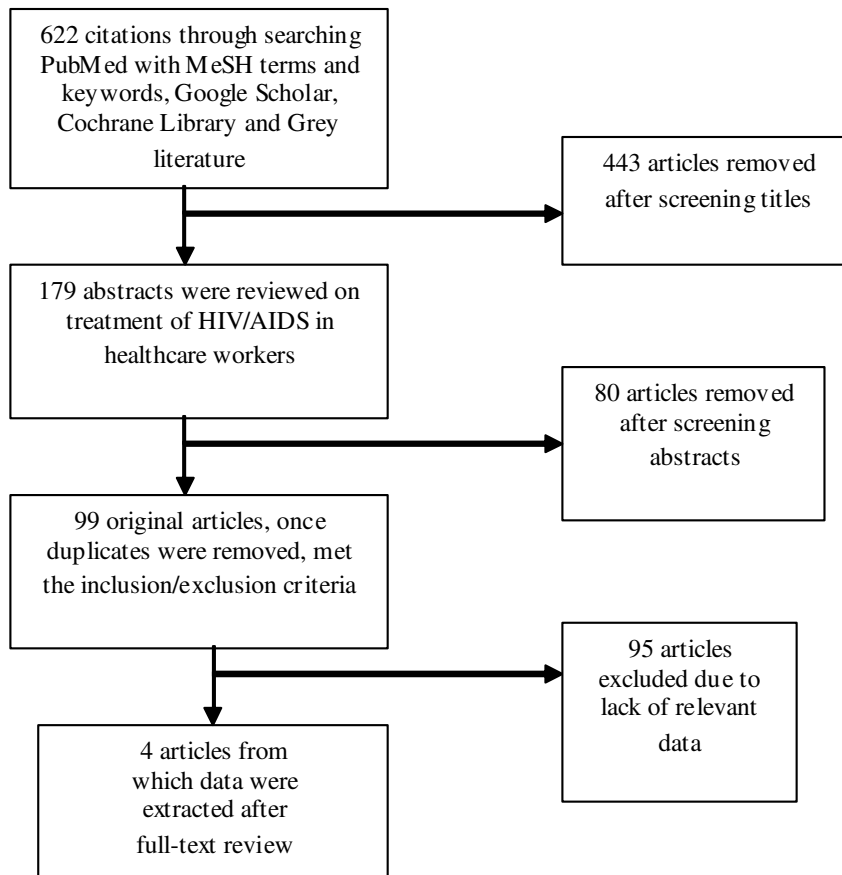 622 citations through searching
PubMed with MeSH terms and
keywords, Google Scholar,
Cochrane Library and Grey
literature
443 articles removed
after screening titles
179 abstracts were reviewed on
treatment of HIV/AIDS in
healthcare workers
80 articles removed
after screening
abstracts
99 original articles, once
duplicates were removed, met
the inclusion/exclusion criteria
95 articles
excluded due to
lack of relevant
data
4 articles from
which data were
extracted after
full-text review